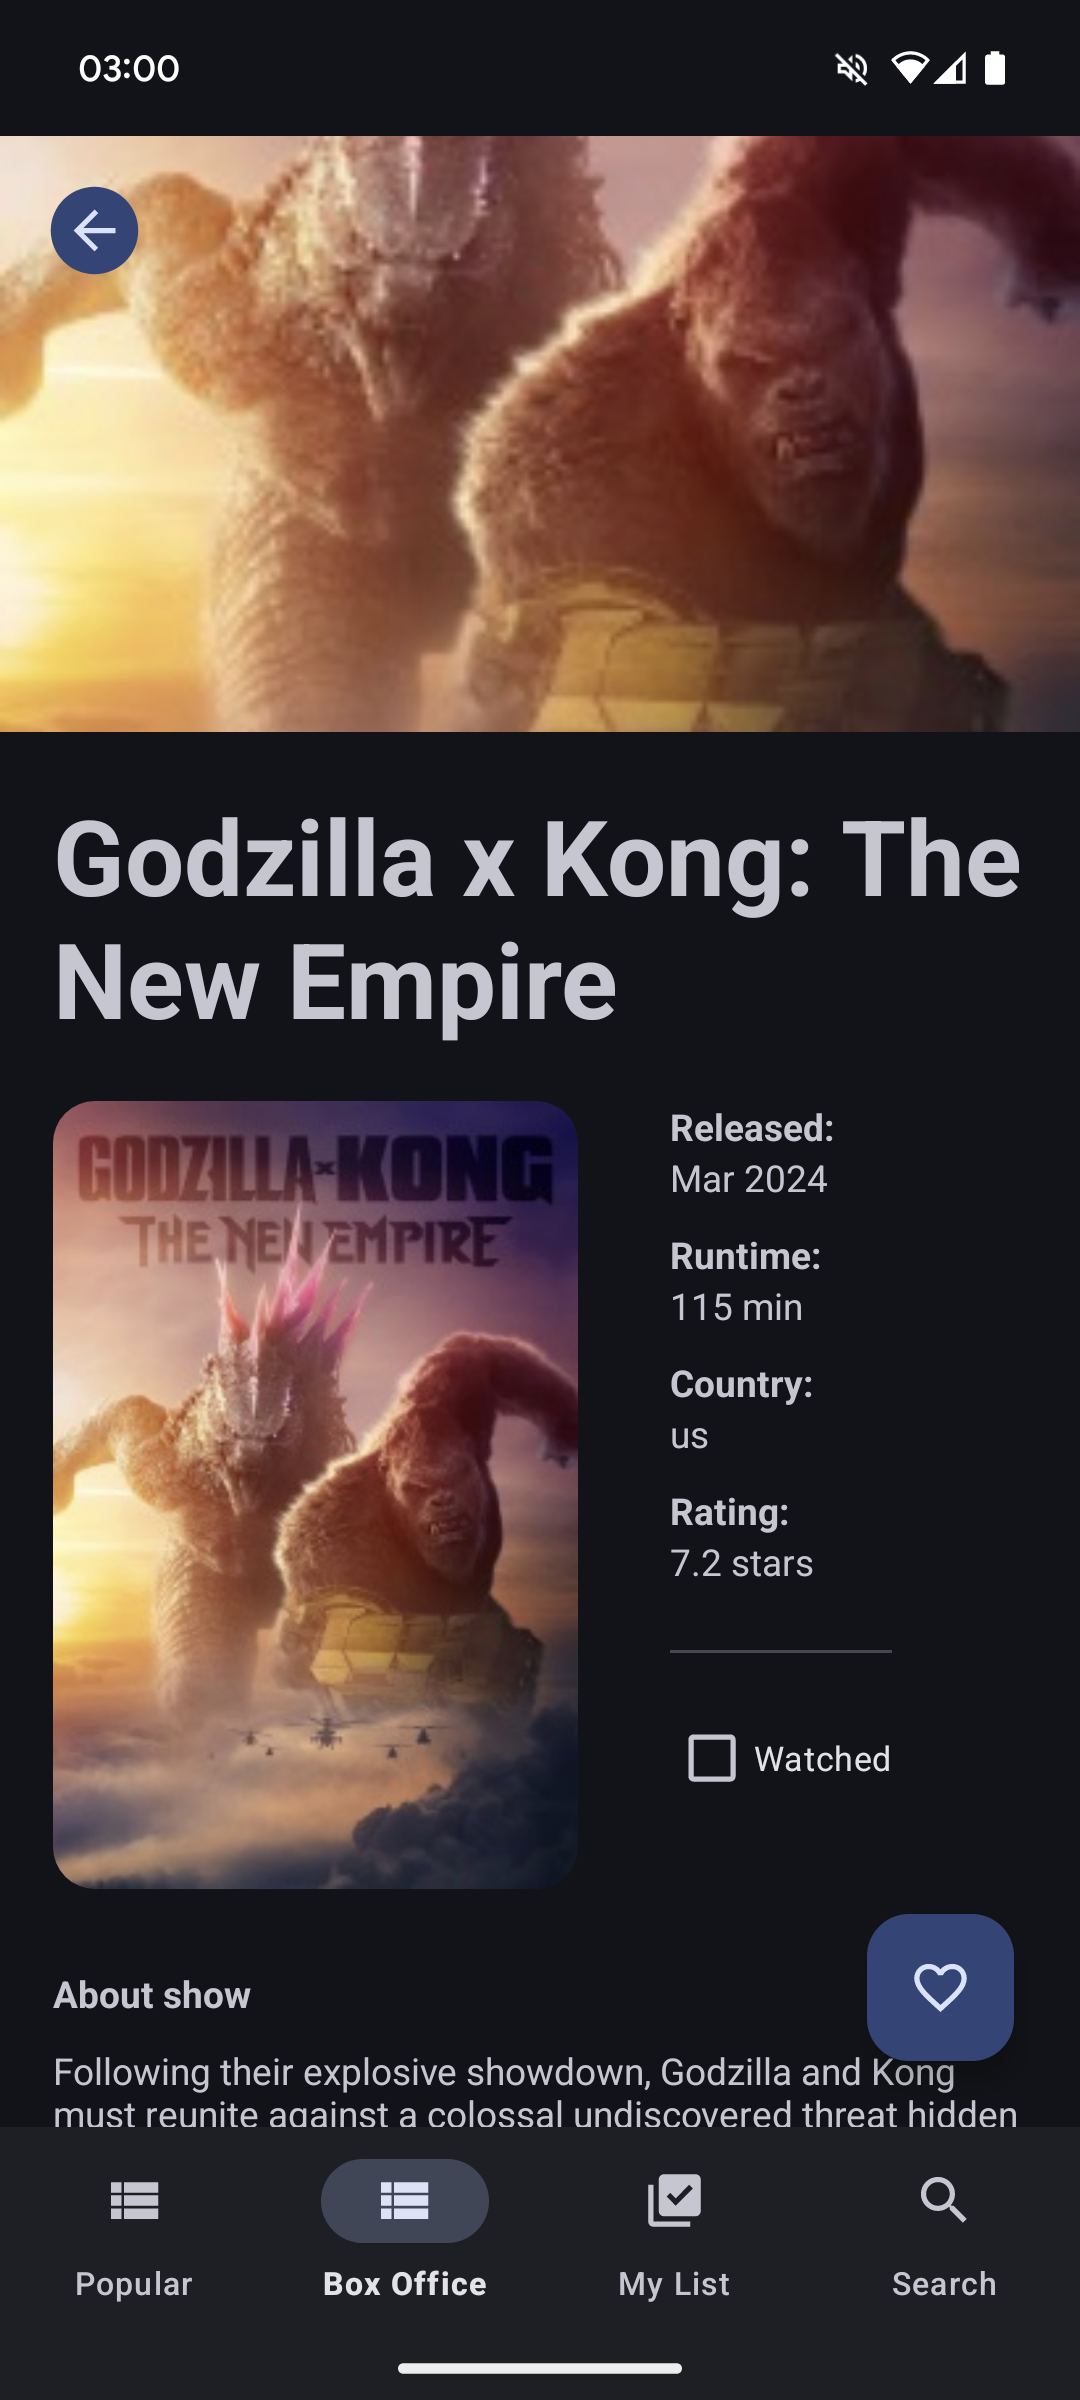 03:00
Godzilla x Kong: The
New Empire
GODZILLA x KONG
THE NEW EMPIRE
Released:
Mar 2024
Runtime:
115 min
Country:
us
Rating:
7.2 stars
Watched
About show
Following their explosive showdown, Godzilla and Kong
must reunite against a colossal undiscovered threat hidden
Popular
Box Office
My List
Search